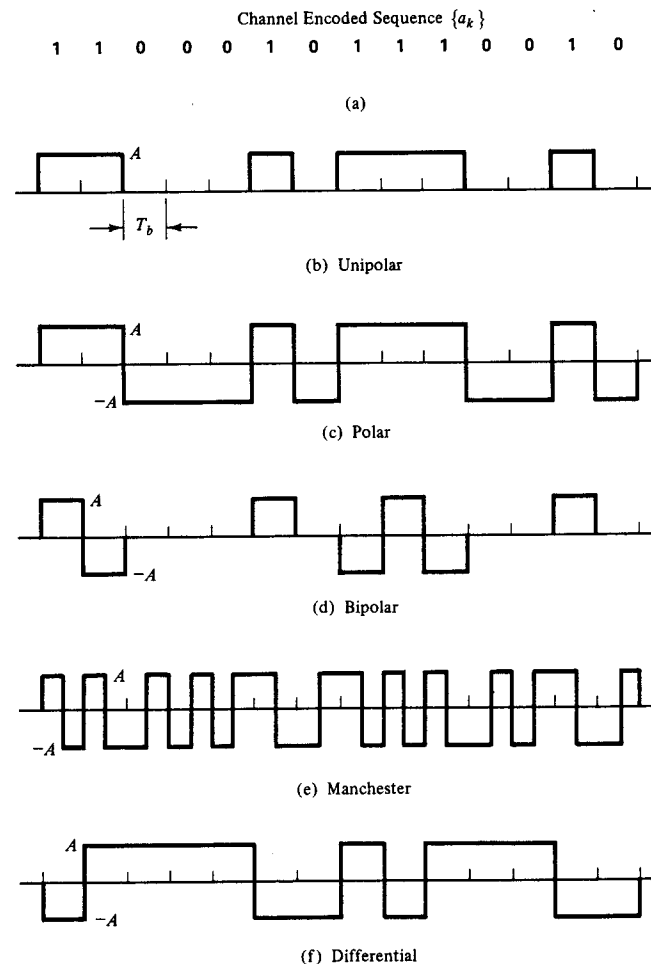 Channel Encoded Sequence {a_k}
1 1 0 0 0 1 0 1 1 1 0 0 1 0
(a)
A
T_b
(b) Unipolar
A
−A
(c) Polar
A
−A
(d) Bipolar
A
−A
(e) Manchester
A
−A
(f) Differential